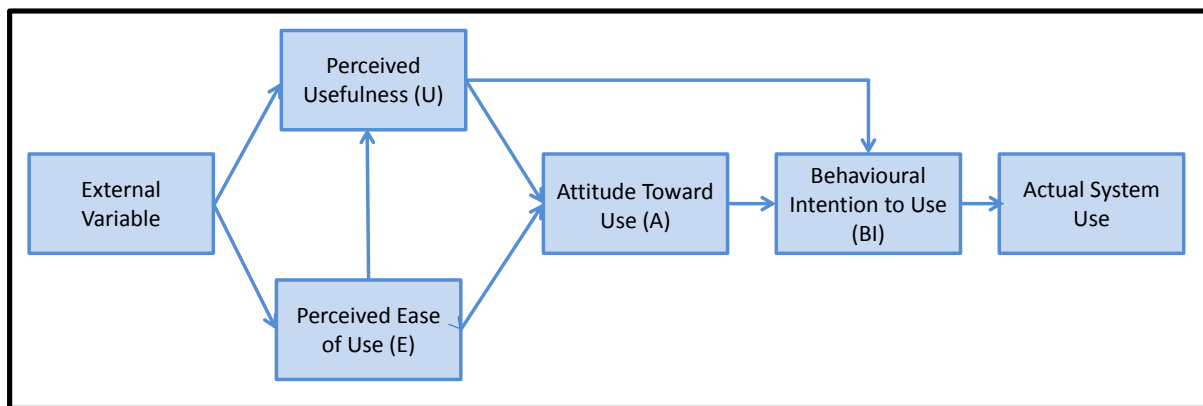 Perceived
Usefulness (U)
External
Variable
Perceived Ease
of Use (E)
Attitude Toward
Use (A)
Behavioural
Intention to Use
(BI)
Actual System
Use